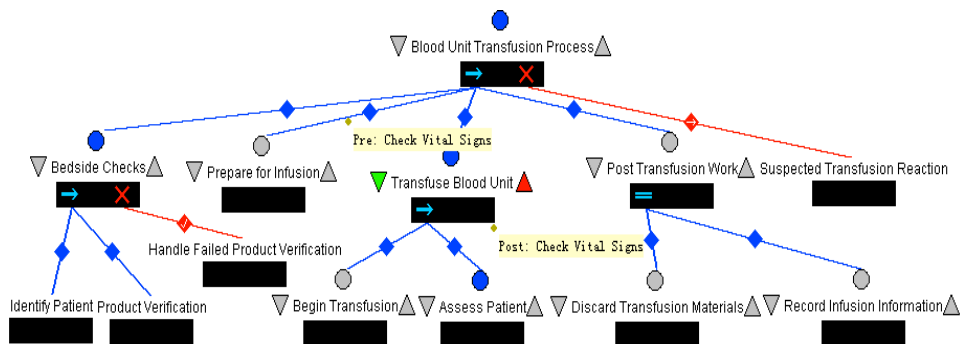 Blood Unit Transfusion Process
Pre: Check Vital Signs
Bedside Checks
Prepare for Infusion
Transfuse Blood Unit
Post Transfusion Work
Suspected Transfusion Reaction
Handle Failed Product Verification
Post: Check Vital Signs
Identify Patient
Product Verification
Begin Transfusion
Assess Patient
Discard Transfusion Materials
Record Infusion Information